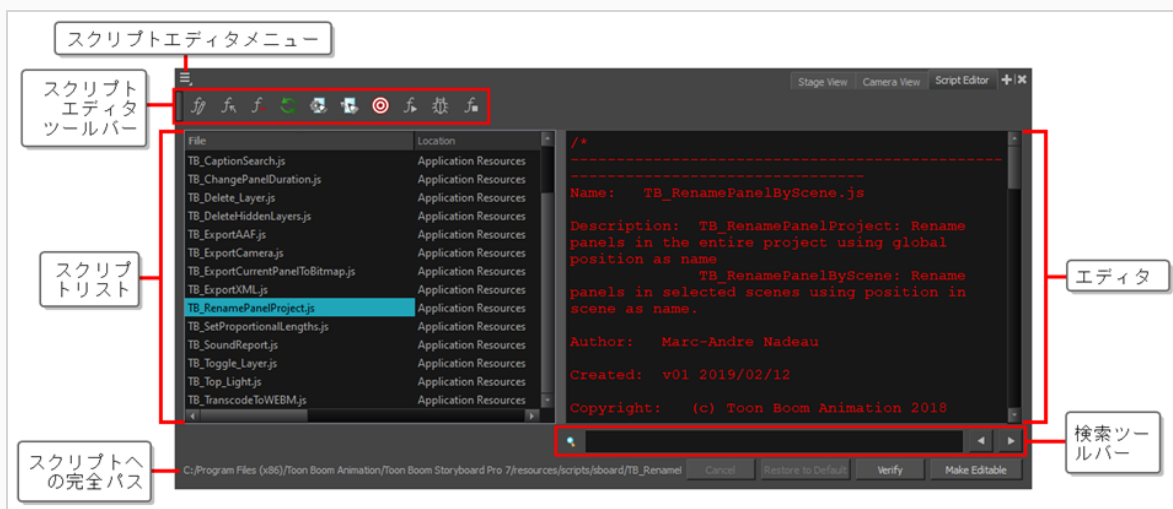 スクリプトエディタメニュー
スクリプト
エディタ
ツールバー
Stage View
Camera View
Script Editor
File
Location
TB_CaptionSearch.js
Application Resources
TB_ChangePanelDuration.js
Application Resources
TB_Delete_Layer.js
Application Resources
TB_DeleteHiddenLayers.js
Application Resources
TB_ExportAAF.js
Application Resources
TB_ExportCamera.js
Application Resources
TB_ExportCurrentPanelToBitmap.js
Application Resources
TB_ExportXML.js
Application Resources
TB_RenamePanelProject.js
Application Resources
TB_SetProportionalLengths.js
Application Resources
TB_SoundReport.js
Application Resources
TB_Toggle_Layer.js
Application Resources
TB_Top_Light.js
Application Resources
TB_TranscodeToWEBM.js
Application Resources
スクリプ
トリスト
/*
--------------------------------------------------
-----------------------------------
Name: TB_RenamePanelByScene.js
Description: TB_RenamePanelProject: Rename
panels in the entire project using global
position as name
TB_RenamePanelByScene: Rename
panels in selected scenes using position in
scene as name.
Author: Marc-Andre Nadeau
Created: v01 2019/02/12
Copyright: (c) Toon Boom Animation 2018
エディタ
検索ツー
ルバー
スクリプトへ
の完全パス
C:/Program Files (x86)/Toon Boom Animation/Toon Boom Storyboard Pro 7/resources/scripts/sboard/TB_Renamel
Cancel
Restore to Default
Verify
Make Editable